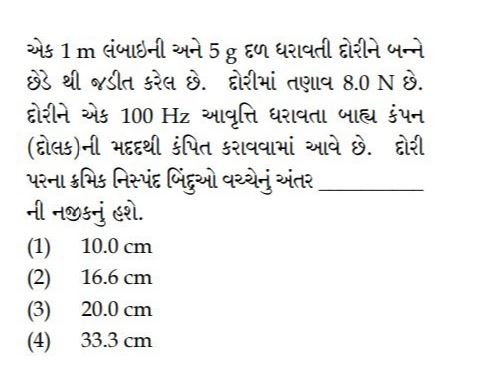 એક 1 m લંબાઇની અને 5 g દળ ધરાવતી દોરીને બન્ને
છેડે થી જડીત કરેલ છે. દોરીમાં તણાવ 8.0 N છે.
દોરીને એક 100 Hz આવૃત્તિ ધરાવતા બાહ્ય કંપન
(દોલક)ની મદદથી કંપિત કરાવવામાં આવે છે. દોરી
પરના ક્રમિક નિસ્પંદ બિંદુઓ વચ્ચેનું અંતર __________
ની નજીકનું હશે.
(1) 10.0 cm
(2) 16.6 cm
(3) 20.0 cm
(4) 33.3 cm